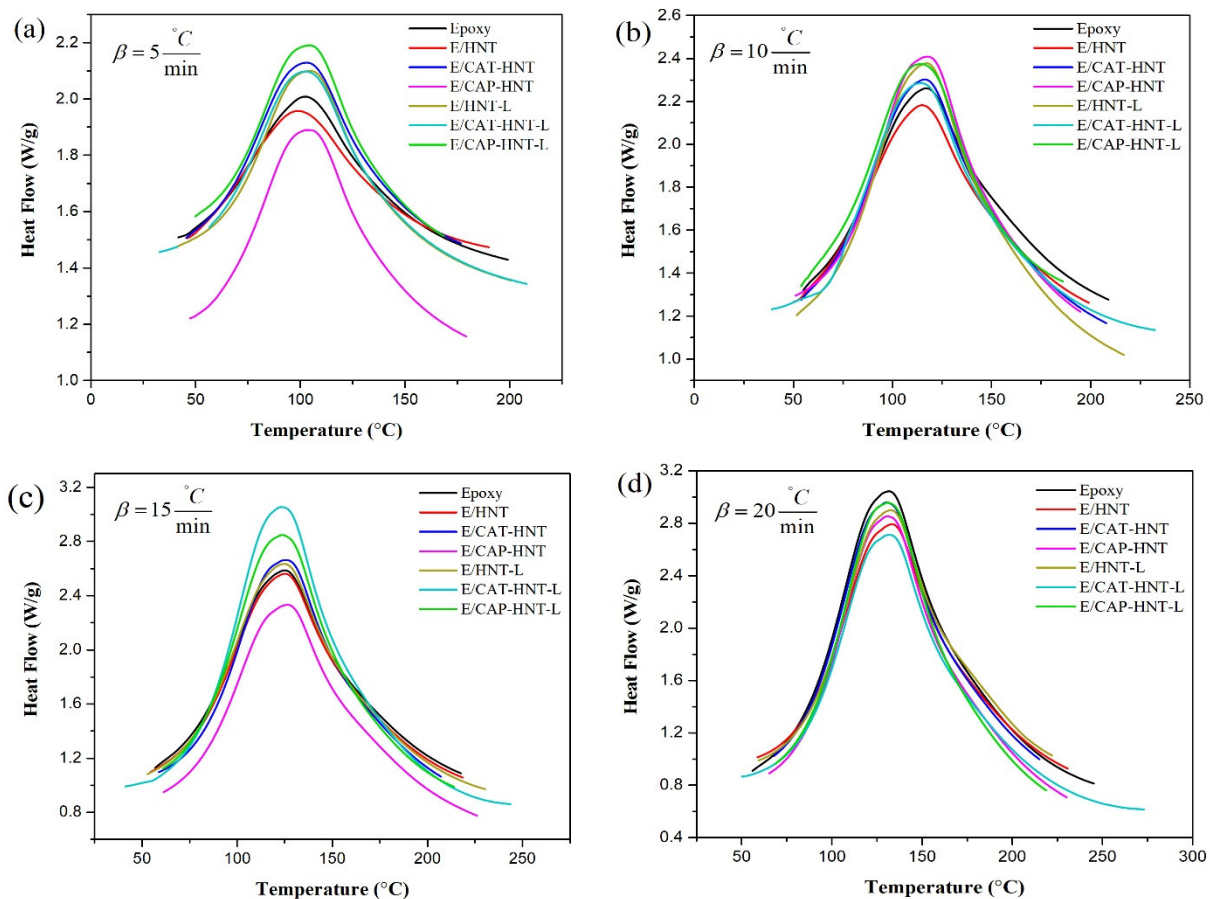 (a)
β = 5 °C/min
Epoxy
E/HNT
E/CAT-HNT
E/CAP-HNT
E/HNT-L
E/CAT-HNT-L
E/CAP-HNT-L
Heat Flow (W/g)
2.2
2.0
1.8
1.6
1.4
1.2
1.0
0 50 100 150 200
Temperature (°C)
(b)
β = 10 °C/min
Epoxy
E/HNT
E/CAT-HNT
E/CAP-HNT
E/HNT-L
E/CAT-HNT-L
E/CAP-HNT-L
Heat Flow (W/g)
2.6
2.4
2.2
2.0
1.8
1.6
1.4
1.2
1.0
0 50 100 150 200 250
Temperature (°C)
(c)
β = 15 °C/min
Epoxy
E/HNT
E/CAT-HNT
E/CAP-HNT
E/HNT-L
E/CAT-HNT-L
E/CAP-HNT-L
Heat Flow (W/g)
3.2
2.8
2.4
2.0
1.6
1.2
0.8
50 100 150 200 250
Temperature (°C)
(d)
β = 20 °C/min
Epoxy
E/HNT
E/CAT-HNT
E/CAP-HNT
E/HNT-L
E/CAT-HNT-L
E/CAP-HNT-L
Heat Flow (W/g)
3.2
2.8
2.4
2.0
1.6
1.2
0.8
0.4
50 100 150 200 250 300
Temperature (°C)